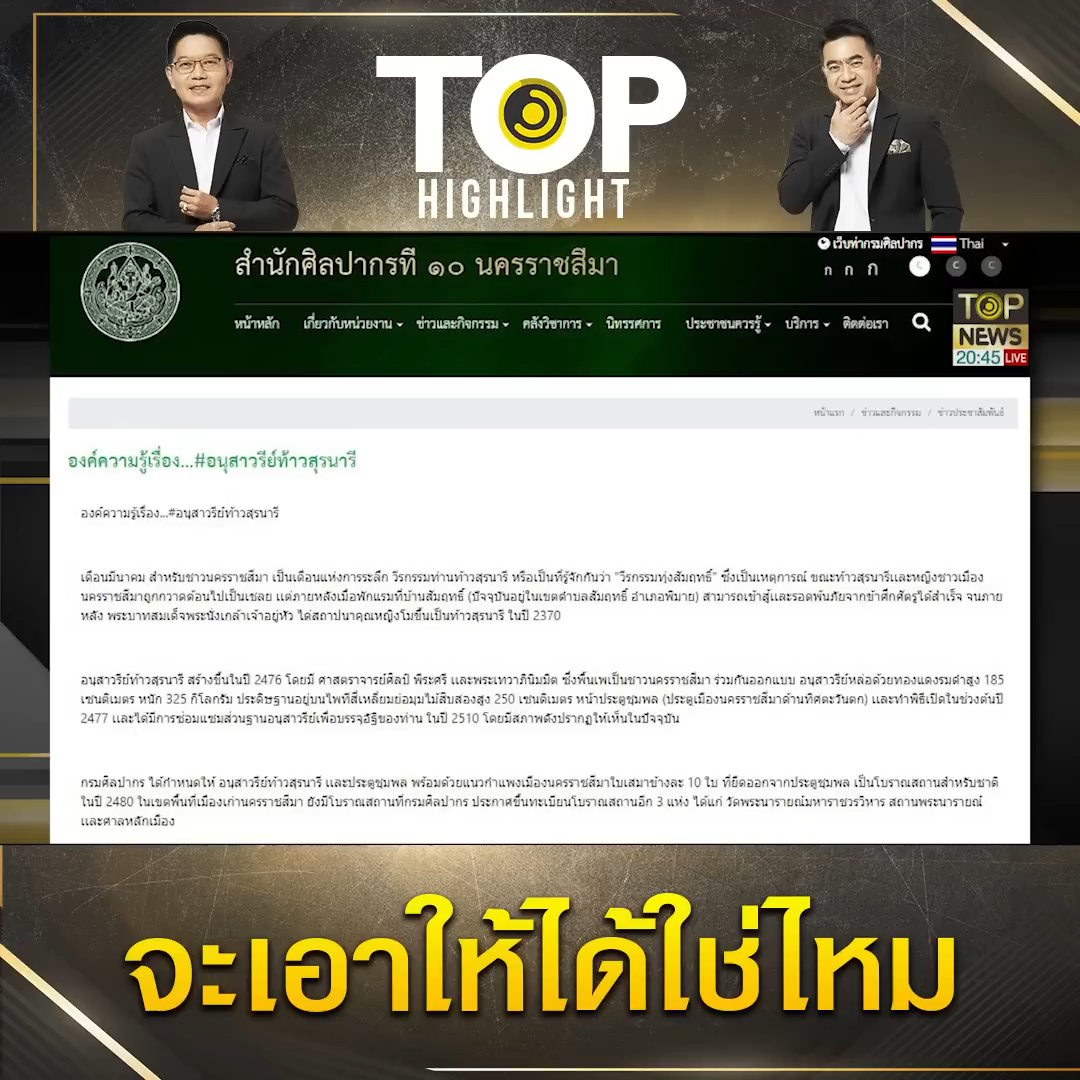 TOP
HIGHLIGHT
สำนักศิลปากรที่ ๑๐ นครราชสีมา
เว็บท่ากรมศิลปากร Thai
ก ก ก C C C
หน้าหลัก เกี่ยวกับหน่วยงาน ข่าวและกิจกรรม คลังวิชาการ นิทรรศการ ประชาชนควรรู้ บริการ ติดต่อเรา
TOP
NEWS
20:45 LIVE
หน้าแรก / ข่าวและกิจกรรม / ข่าวประชาสัมพันธ์
องค์ความรู้เรื่อง...#อนุสาวรีย์ท้าวสุรนารี
องค์ความรู้เรื่อง...#อนุสาวรีย์ท้าวสุรนารี
เดือนมีนาคม สำหรับชาวนครราชสีมา เป็นเดือนแห่งการระลึก วีรกรรมท่านท้าวสุรนารี หรือเป็นที่รู้จักกันว่า "วีรกรรมทุ่งสัมฤทธิ์" ซึ่งเป็นเหตุการณ์ ขณะท้าวสุรนารีและหญิงชาวเมือง
นครราชสีมาถูกกวาดต้อนไปเป็นเชลย แต่ภายหลังเมื่อพักแรมที่บ้านสัมฤทธิ์ (ปัจจุบันอยู่ในเขตตำบลสัมฤทธิ์ อำเภอพิมาย) สามารถเข้าสู้และรอดพ้นภัยจากข้าศึกศัตรูได้สำเร็จ จนภาย
หลัง พระบาทสมเด็จพระนั่งเกล้าเจ้าอยู่หัว ได้สถาปนาคุณหญิงโมขึ้นเป็นท้าวสุรนารี ในปี 2370
อนุสาวรีย์ท้าวสุรนารี สร้างขึ้นในปี 2476 โดยมี ศาสตราจารย์ศิลป์ พีระศรี และพระเทวาภินิมมิต ซึ่งพื้นเพเป็นชาวนครราชสีมา ร่วมกันออกแบบ อนุสาวรีย์หล่อด้วยทองแดงรมดำสูง 185
เซนติเมตร หนัก 325 กิโลกรัม ประดิษฐานอยู่บนไพทีสี่เหลี่ยมย่อมุมไม้สิบสองสูง 250 เซนติเมตร หน้าประตูชุมพล (ประตูเมืองนครราชสีมาด้านทิศตะวันตก) และทำพิธีเปิดในช่วงต้นปี
2477 และได้มีการซ่อมแซมส่วนฐานอนุสาวรีย์เพื่อบรรจุอัฐิของท่าน ในปี 2510 โดยมีสภาพดังปรากฏให้เห็นในปัจจุบัน
กรมศิลปากร ได้กำหนดให้ อนุสาวรีย์ท้าวสุรนารี และประตูชุมพล พร้อมด้วยแนวกำแพงเมืองนครราชสีมาใบเสมาข้างละ 10 ใบ ที่ยืดออกจากประตูชุมพล เป็นโบราณสถานสำหรับชาติ
ในปี 2480 ในเขตพื้นที่เมืองเก่านครราชสีมา ยังมีโบราณสถานที่กรมศิลปากร ประกาศขึ้นทะเบียนโบราณสถานอีก 3 แห่ง ได้แก่ วัดพระนารายณ์มหาราชวรวิหาร สถานพระนารายณ์
และศาลหลักเมือง
จะเอาให้ได้ใช่ไหม